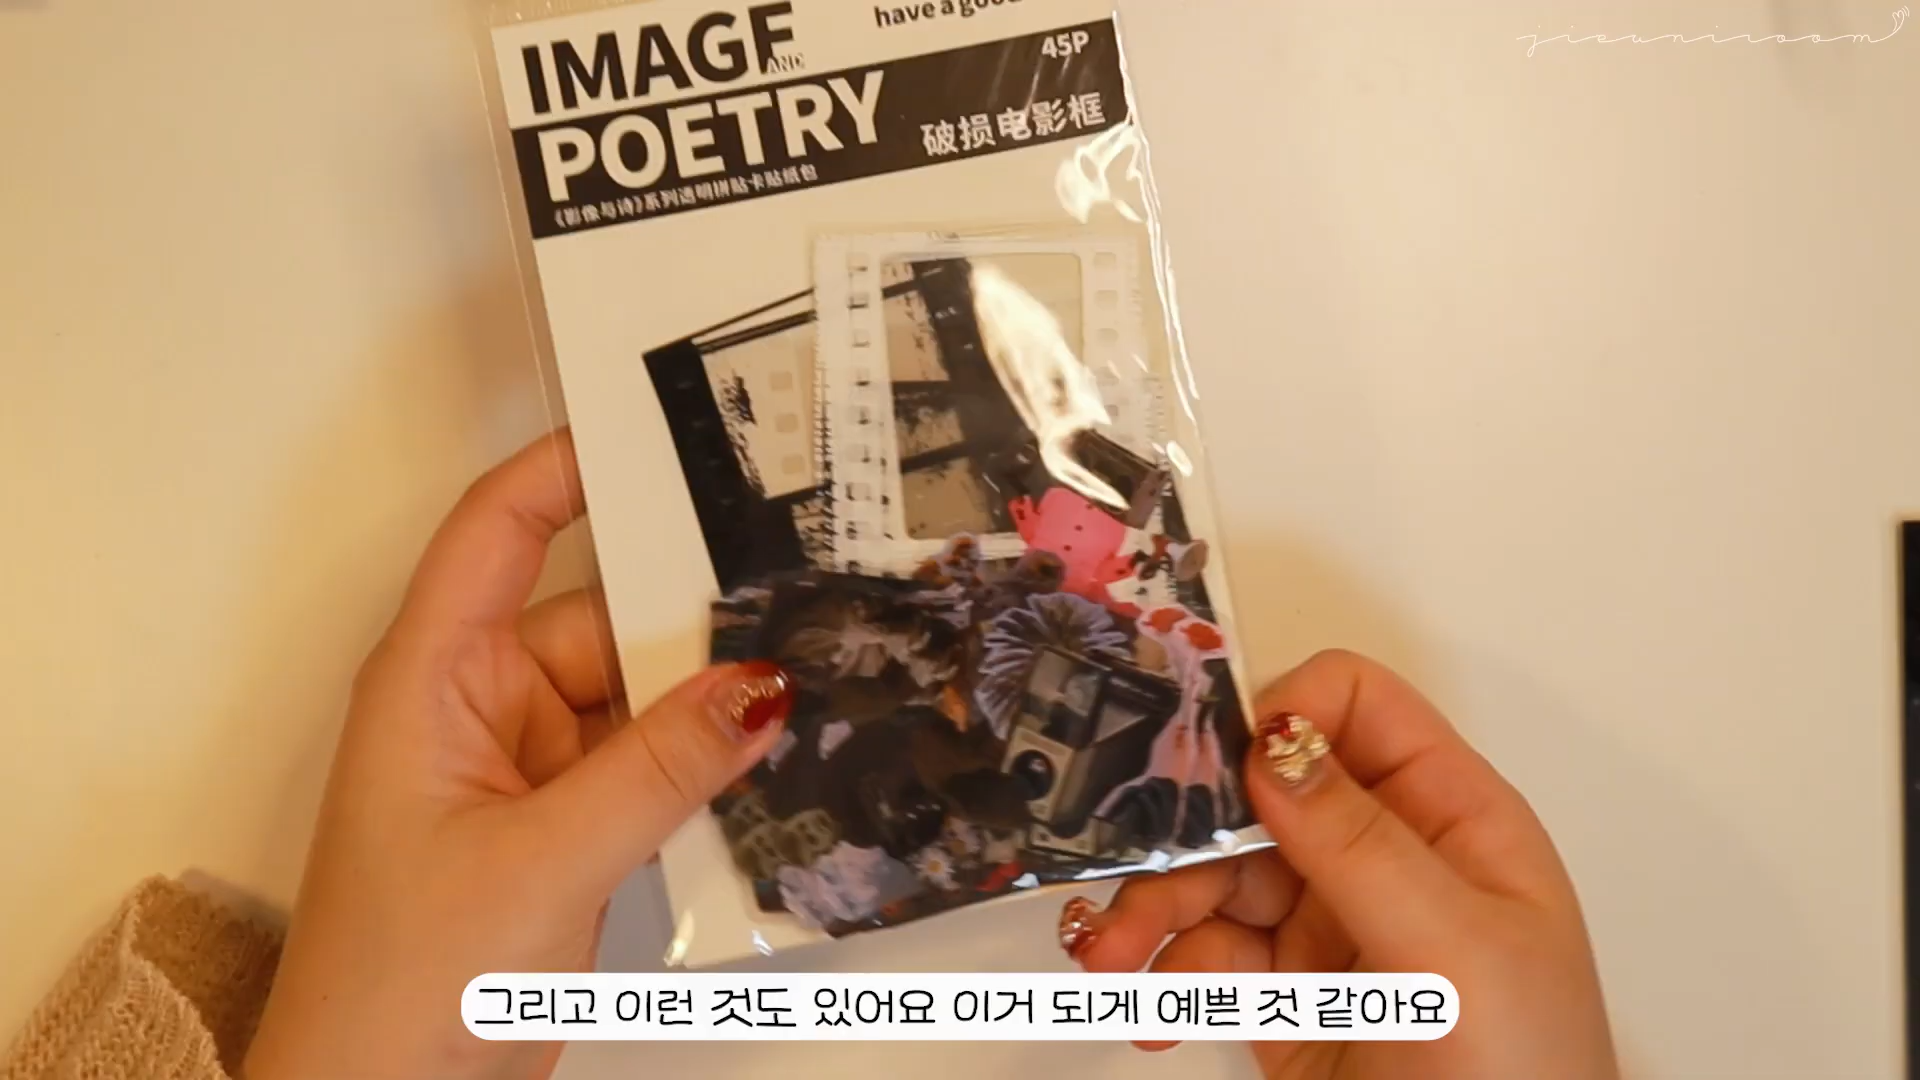 jieuniroom
IMAGE
have a good
AND
45P
POETRY
破损电影框
《影像与诗》系列透明拼贴卡贴纸包
그리고 이런 것도 있어요 이거 되게 예쁜 것 같아요